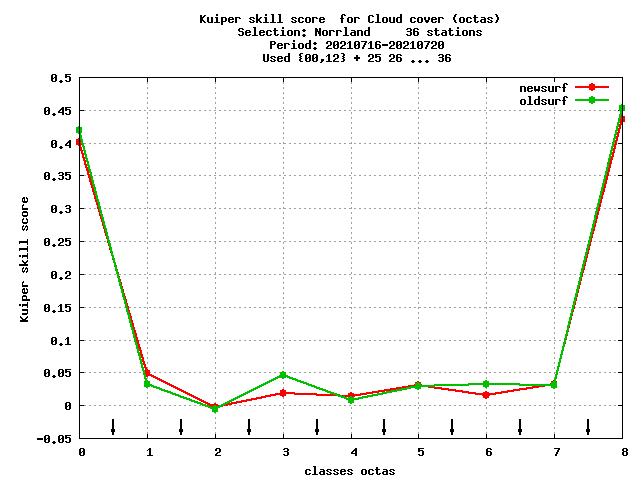 Kuiper skill score  for Cloud cover (octas)
Selection: Norrland     36 stations
Period: 20210716-20210720
Used {00,12} + 25 26 ... 36
newsurf
oldsurf
0.5
0.45
0.4
0.35
0.3
0.25
0.2
0.15
0.1
0.05
0
-0.05
Kuiper skill score
0 1 2 3 4 5 6 7 8
classes octas